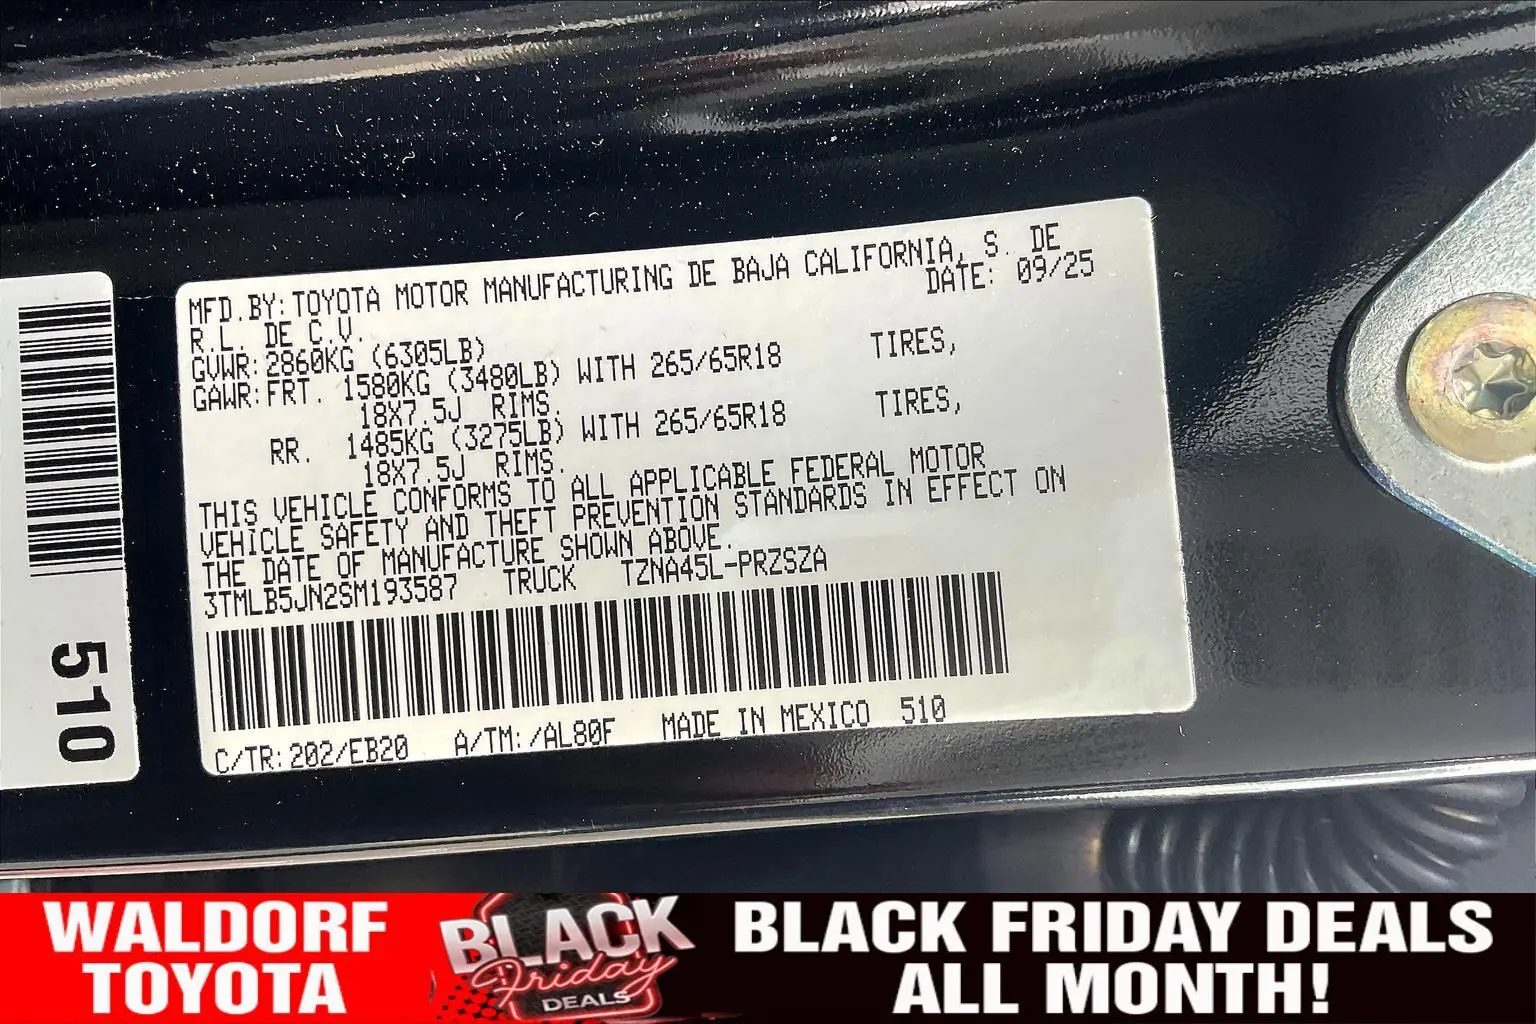 MFD.BY: TOYOTA MOTOR MANUFACTURING DE BAJA CALIFORNIA, S. DE
R.L. DE C.V. DATE: 09/25
GVWR: 2860KG (6305LB)
GAWR: FRT. 1580KG (3480LB) WITH 265/65R18 TIRES,
18X7.5J RIMS.
RR. 1485KG (3275LB) WITH 265/65R18 TIRES,
18X7.5J RIMS.
THIS VEHICLE CONFORMS TO ALL APPLICABLE FEDERAL MOTOR
VEHICLE SAFETY AND THEFT PREVENTION STANDARDS IN EFFECT ON
THE DATE OF MANUFACTURE SHOWN ABOVE.
3TMLB5JN2SM193587 TRUCK TZNA45L-PRZSZA
C/TR: 202/EB20 A/TM: /AL80F MADE IN MEXICO 510
510
WALDORF
TOYOTA
BLACK
Friday
DEALS
BLACK FRIDAY DEALS
ALL MONTH!